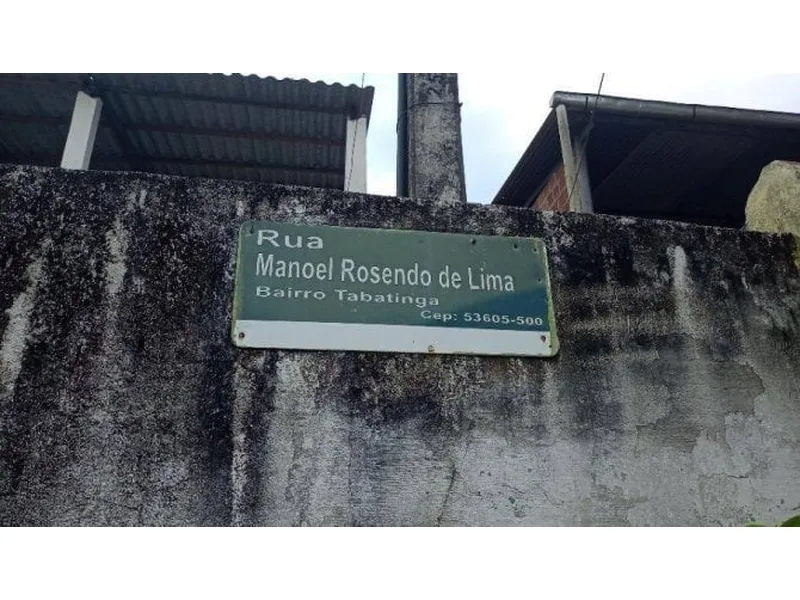 Rua
Manoel Rosendo de Lima
Bairro Tabatinga
Cep: 53605-500